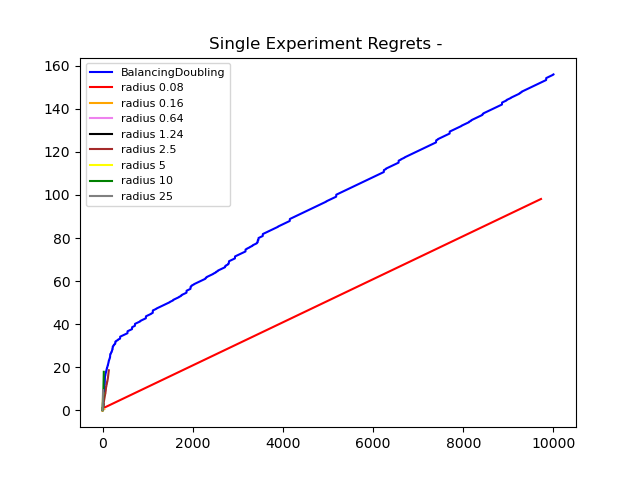 Single Experiment Regrets -
160
140
120
100
80
60
40
20
0
BalancingDoubling
radius 0.08
radius 0.16
radius 0.64
radius 1.24
radius 2.5
radius 5
radius 10
radius 25
0 2000 4000 6000 8000 10000